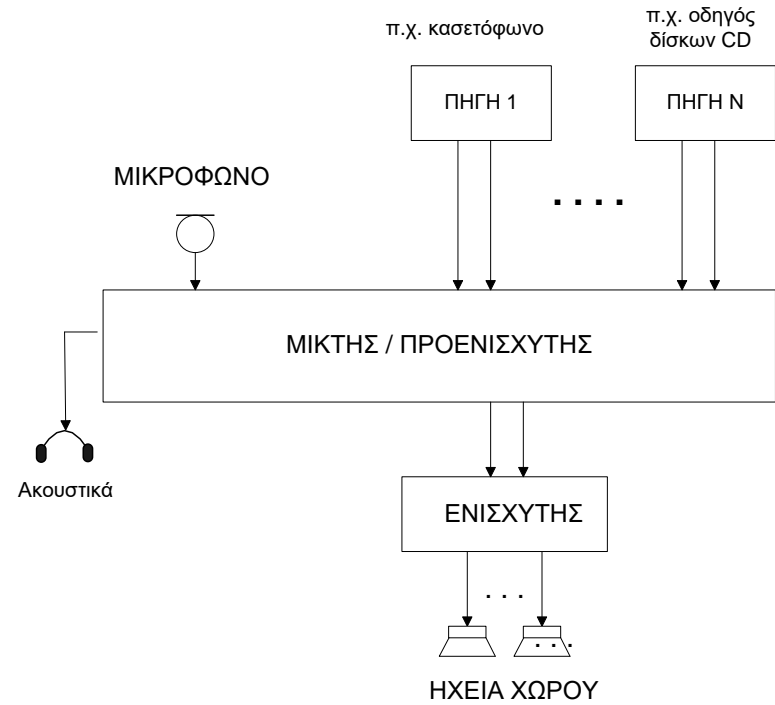 π.χ. κασετόφωνο
π.χ. οδηγός
δίσκων CD
ΠΗΓΗ 1
ΠΗΓΗ N
ΜΙΚΡΟΦΩΝΟ
. . . .
ΜΙΚΤΗΣ / ΠΡΟΕΝΙΣΧΥΤΗΣ
Ακουστικά
ΕΝΙΣΧΥΤΗΣ
. . .
. . .
ΗΧΕΙΑ ΧΩΡΟΥ